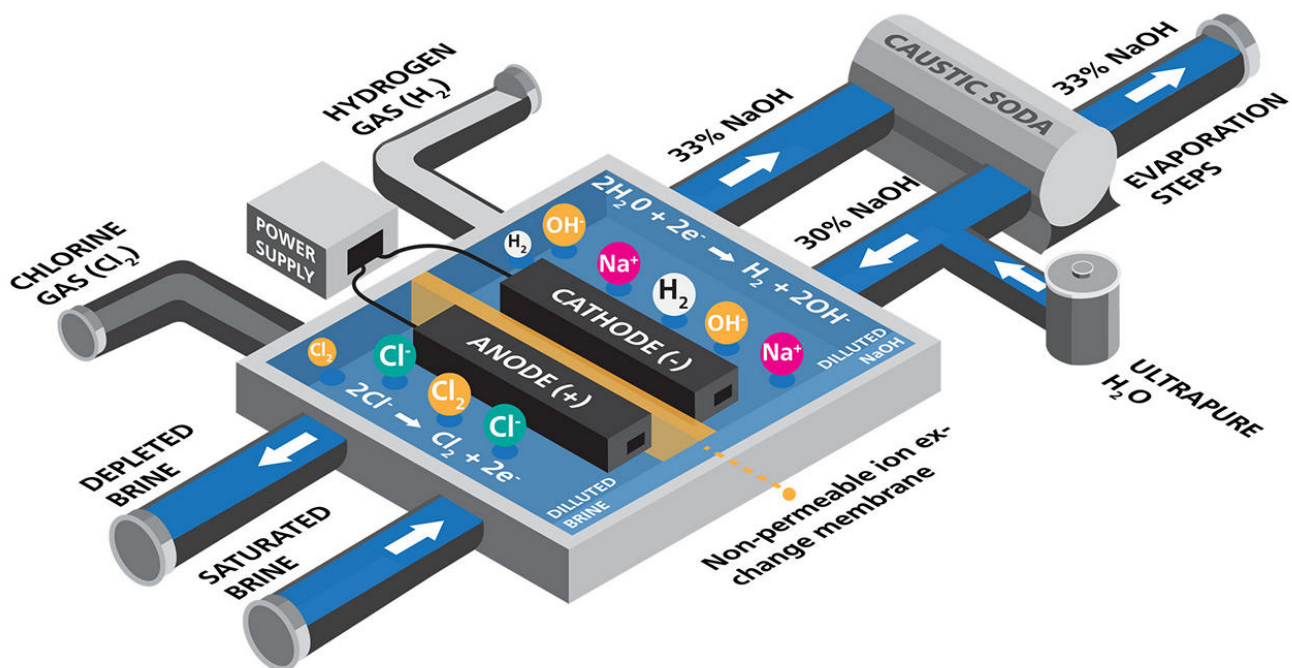 HYDROGEN
GAS (H₂)
CHLORINE
GAS (Cl₂)
POWER
SUPPLY
33% NaOH
CAUSTIC SODA
33% NaOH
EVAPORATION
STEPS
30% NaOH
ULTRAPURE
H₂O
2H₂0 + 2e⁻ → H₂ + 2OH⁻
H₂
OH⁻
Na⁺
H₂
OH⁻
Na⁺
DILLUTED
NaOH
CATHODE (-)
ANODE (+)
Cl₂
Cl⁻
Cl₂
Cl⁻
2Cl⁻ → Cl₂ + 2e⁻
DILLUTED
BRINE
DEPLETED
BRINE
SATURATED
BRINE
Non-permeable ion ex-
change membrane